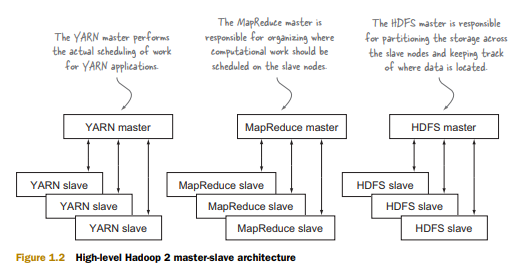 The YARN master performs
the actual scheduling of work
for YARN applications.
The MapReduce master is
responsible for organizing where
computational work should be
scheduled on the slave nodes.
The HDFS master is responsible
for partitioning the storage across
the slave nodes and keeping track
of where data is located.
YARN master
MapReduce master
HDFS master
YARN slave
YARN slave
YARN slave
MapReduce slave
MapReduce slave
MapReduce slave
HDFS slave
HDFS slave
HDFS slave
Figure 1.2 High-level Hadoop 2 master-slave architecture